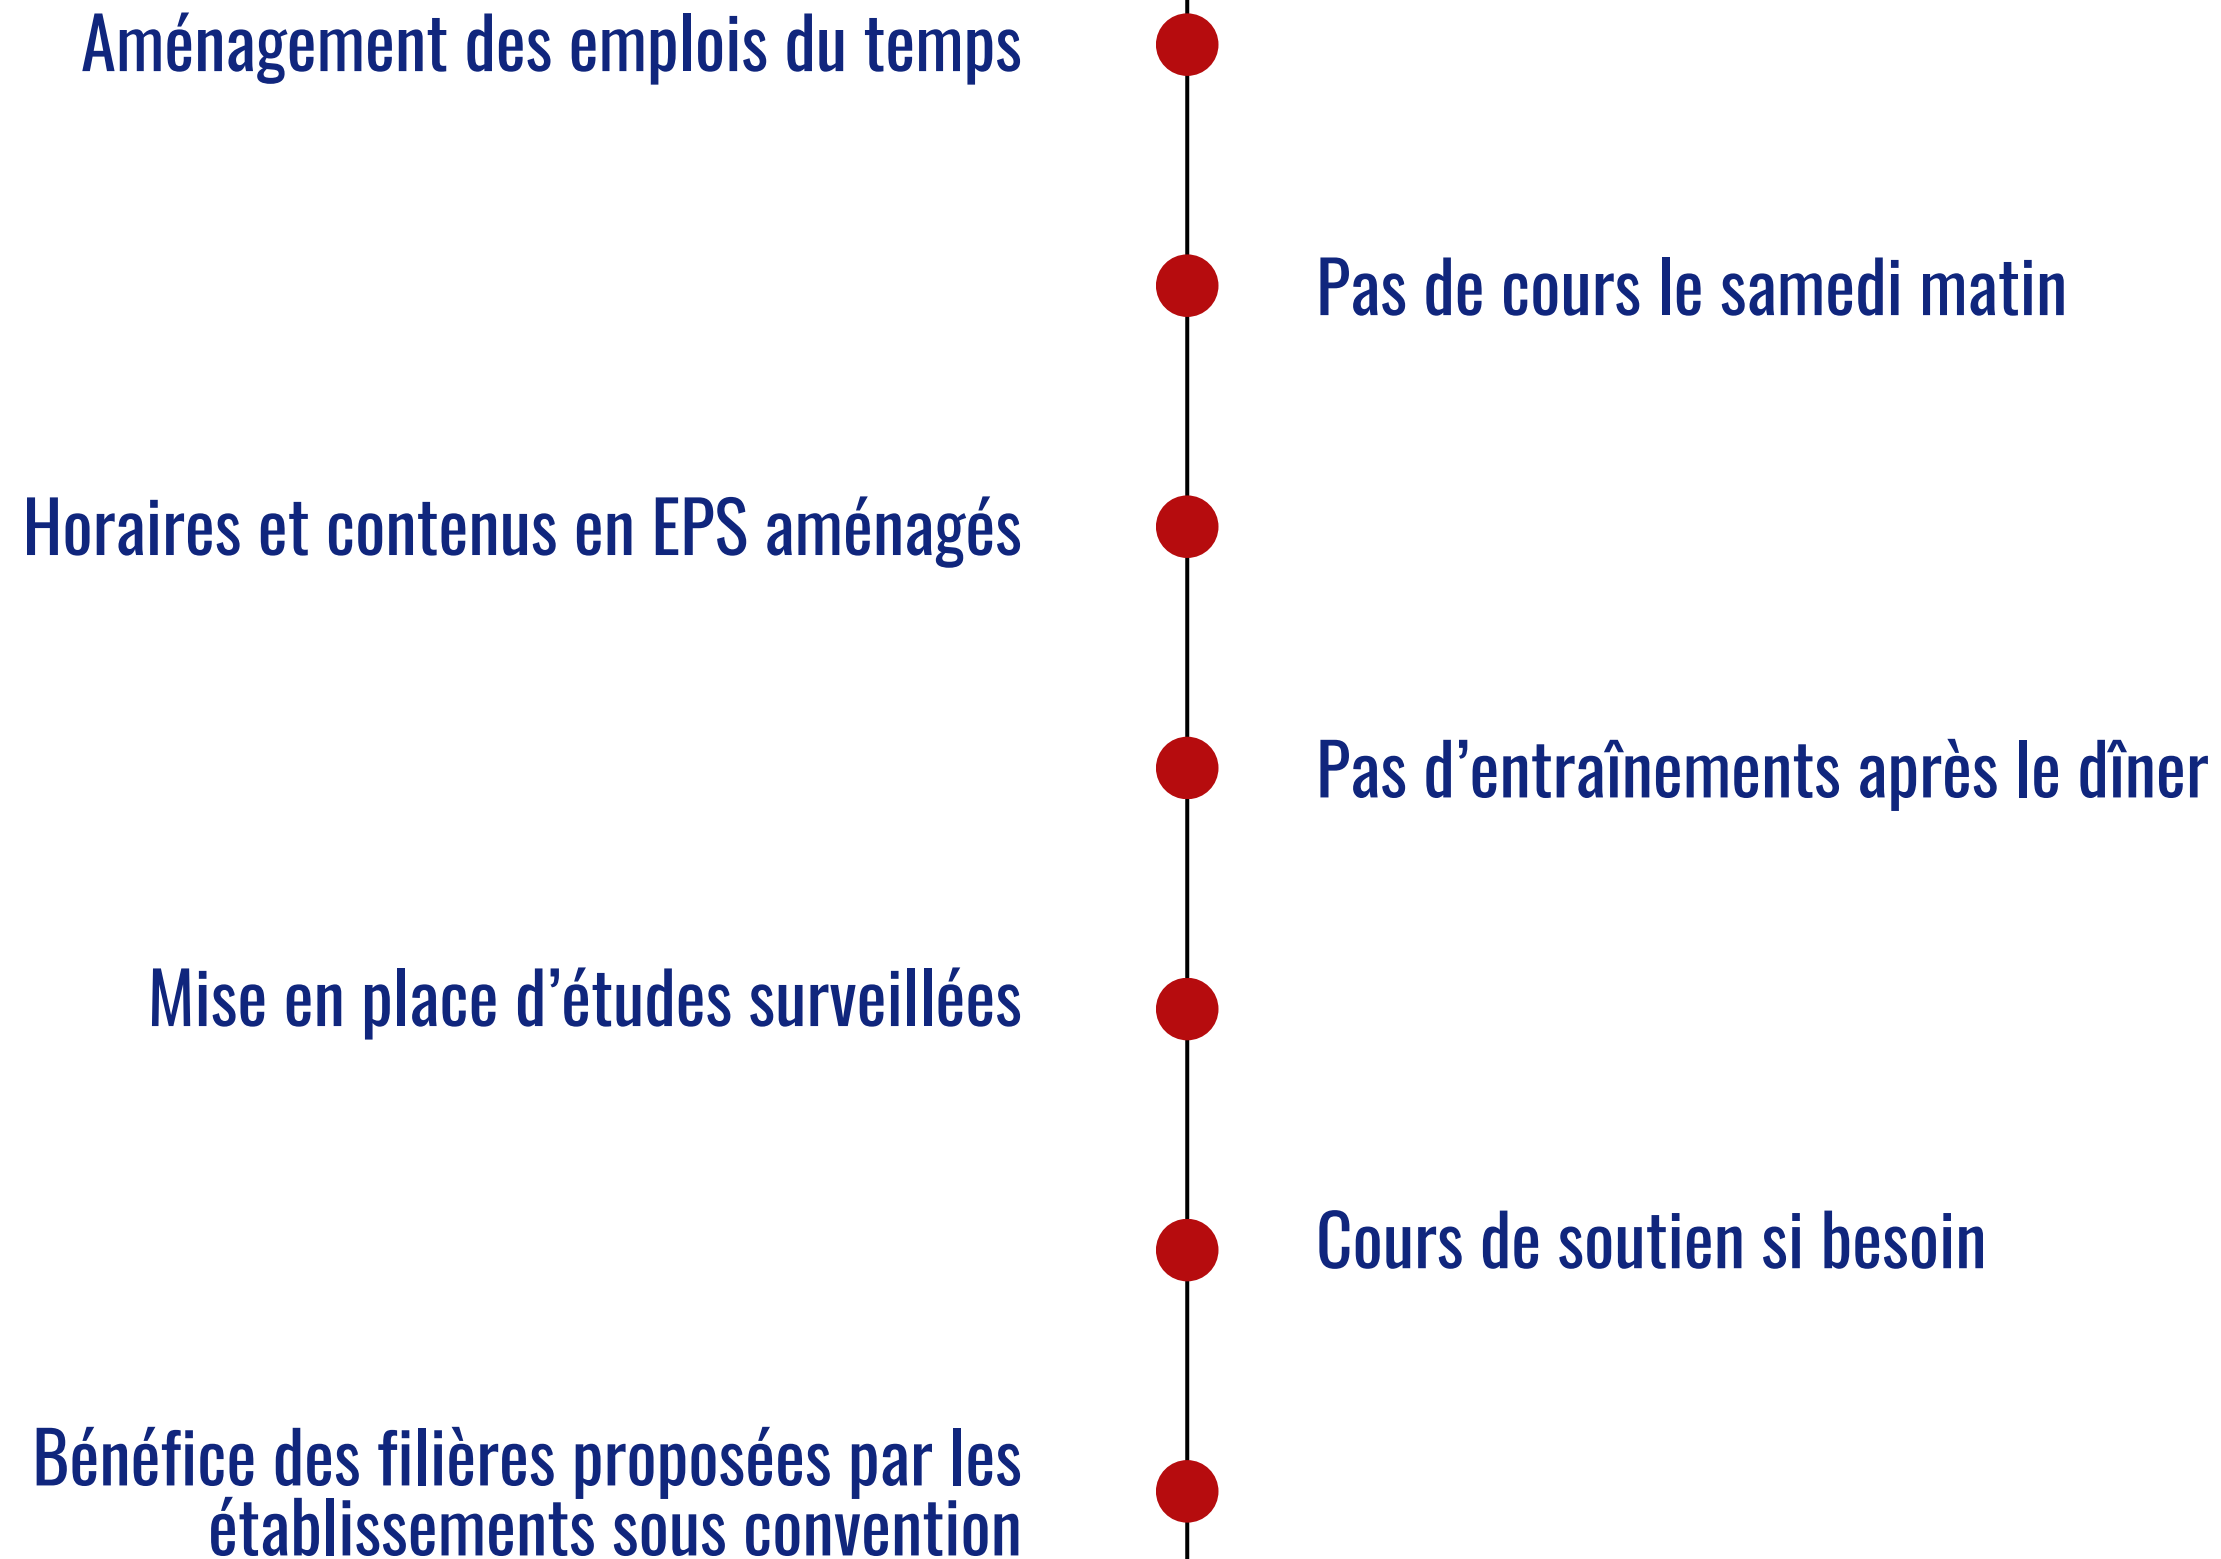 Aménagement des emplois du temps
Pas de cours le samedi matin
Horaires et contenus en EPS aménagés
Pas d’entraînements après le dîner
Mise en place d’études surveillées
Cours de soutien si besoin
Bénéfice des filières proposées par les
établissements sous convention